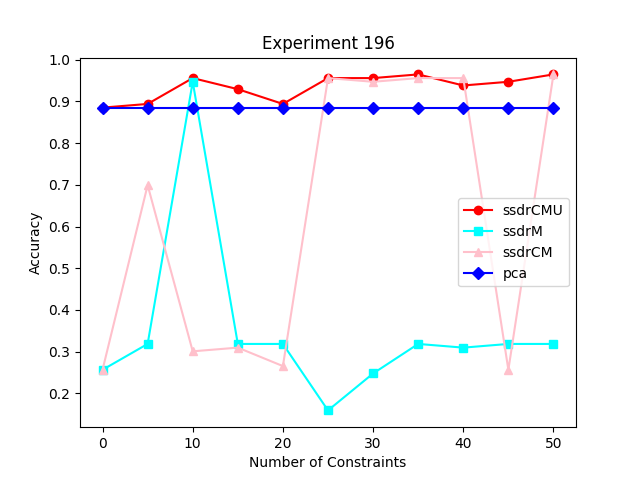 Experiment 196
Accuracy
1.0
0.9
0.8
0.7
0.6
0.5
0.4
0.3
0.2
ssdrCMU
ssdrM
ssdrCM
pca
0 10 20 30 40 50
Number of Constraints